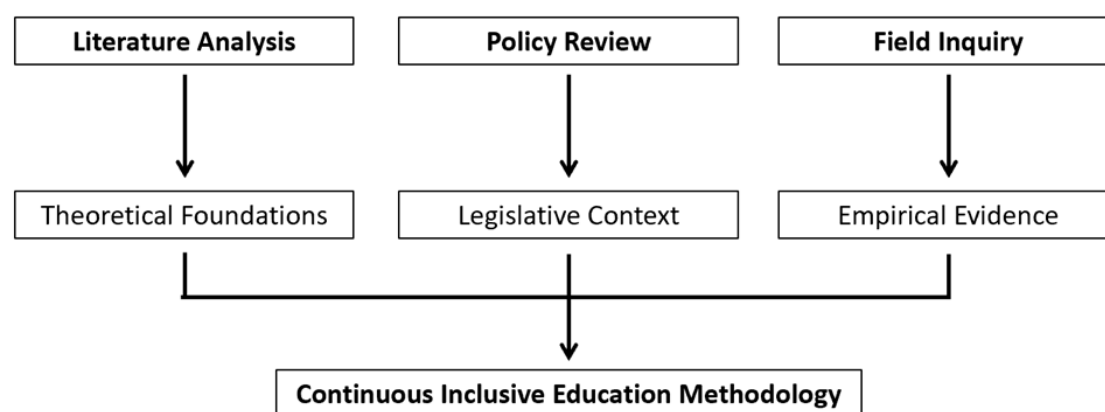 Literature Analysis
Policy Review
Field Inquiry
Theoretical Foundations
Legislative Context
Empirical Evidence
Continuous Inclusive Education Methodology